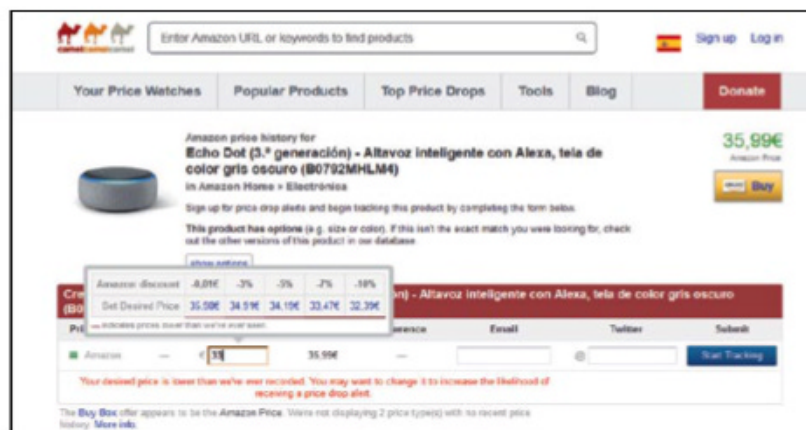 camelcamelcamel
Enter Amazon URL or keywords to find products
Sign up Log in
Your Price Watches Popular Products Top Price Drops Tools Blog Donate
Amazon price history for
Echo Dot (3.ª generación) - Altavoz inteligente con Alexa, tela de
color gris oscuro (B0792MHLM4)
in Amazon Home > Electrónica
35,99€
Amazon Price
Buy
Sign up for price drop alerts and begin tracking this product by completing the form below.
This product has options (e.g. size or color). If this isn't the exact match you were looking for, check
out the other versions of this product in our database.
show options
Amazon discount -0,01€ -3% -5% -7% -10%
Set Desired Price 35,98€ 34,91€ 34,19€ 33,47€ 32,39€
indicates prices lower than we've ever seen.
- Altavoz inteligente con Alexa, tela de color gris oscuro
Email Twitter Submit
Amazon — € 33 35,99€ — @ Start Tracking
Your desired price is lower than we've ever recorded. You may want to change it to increase the likelihood of
receiving a price drop alert.
The Buy Box offer appears to be the Amazon Price. We're not displaying 2 price type(s) with no recent price
history. More info.